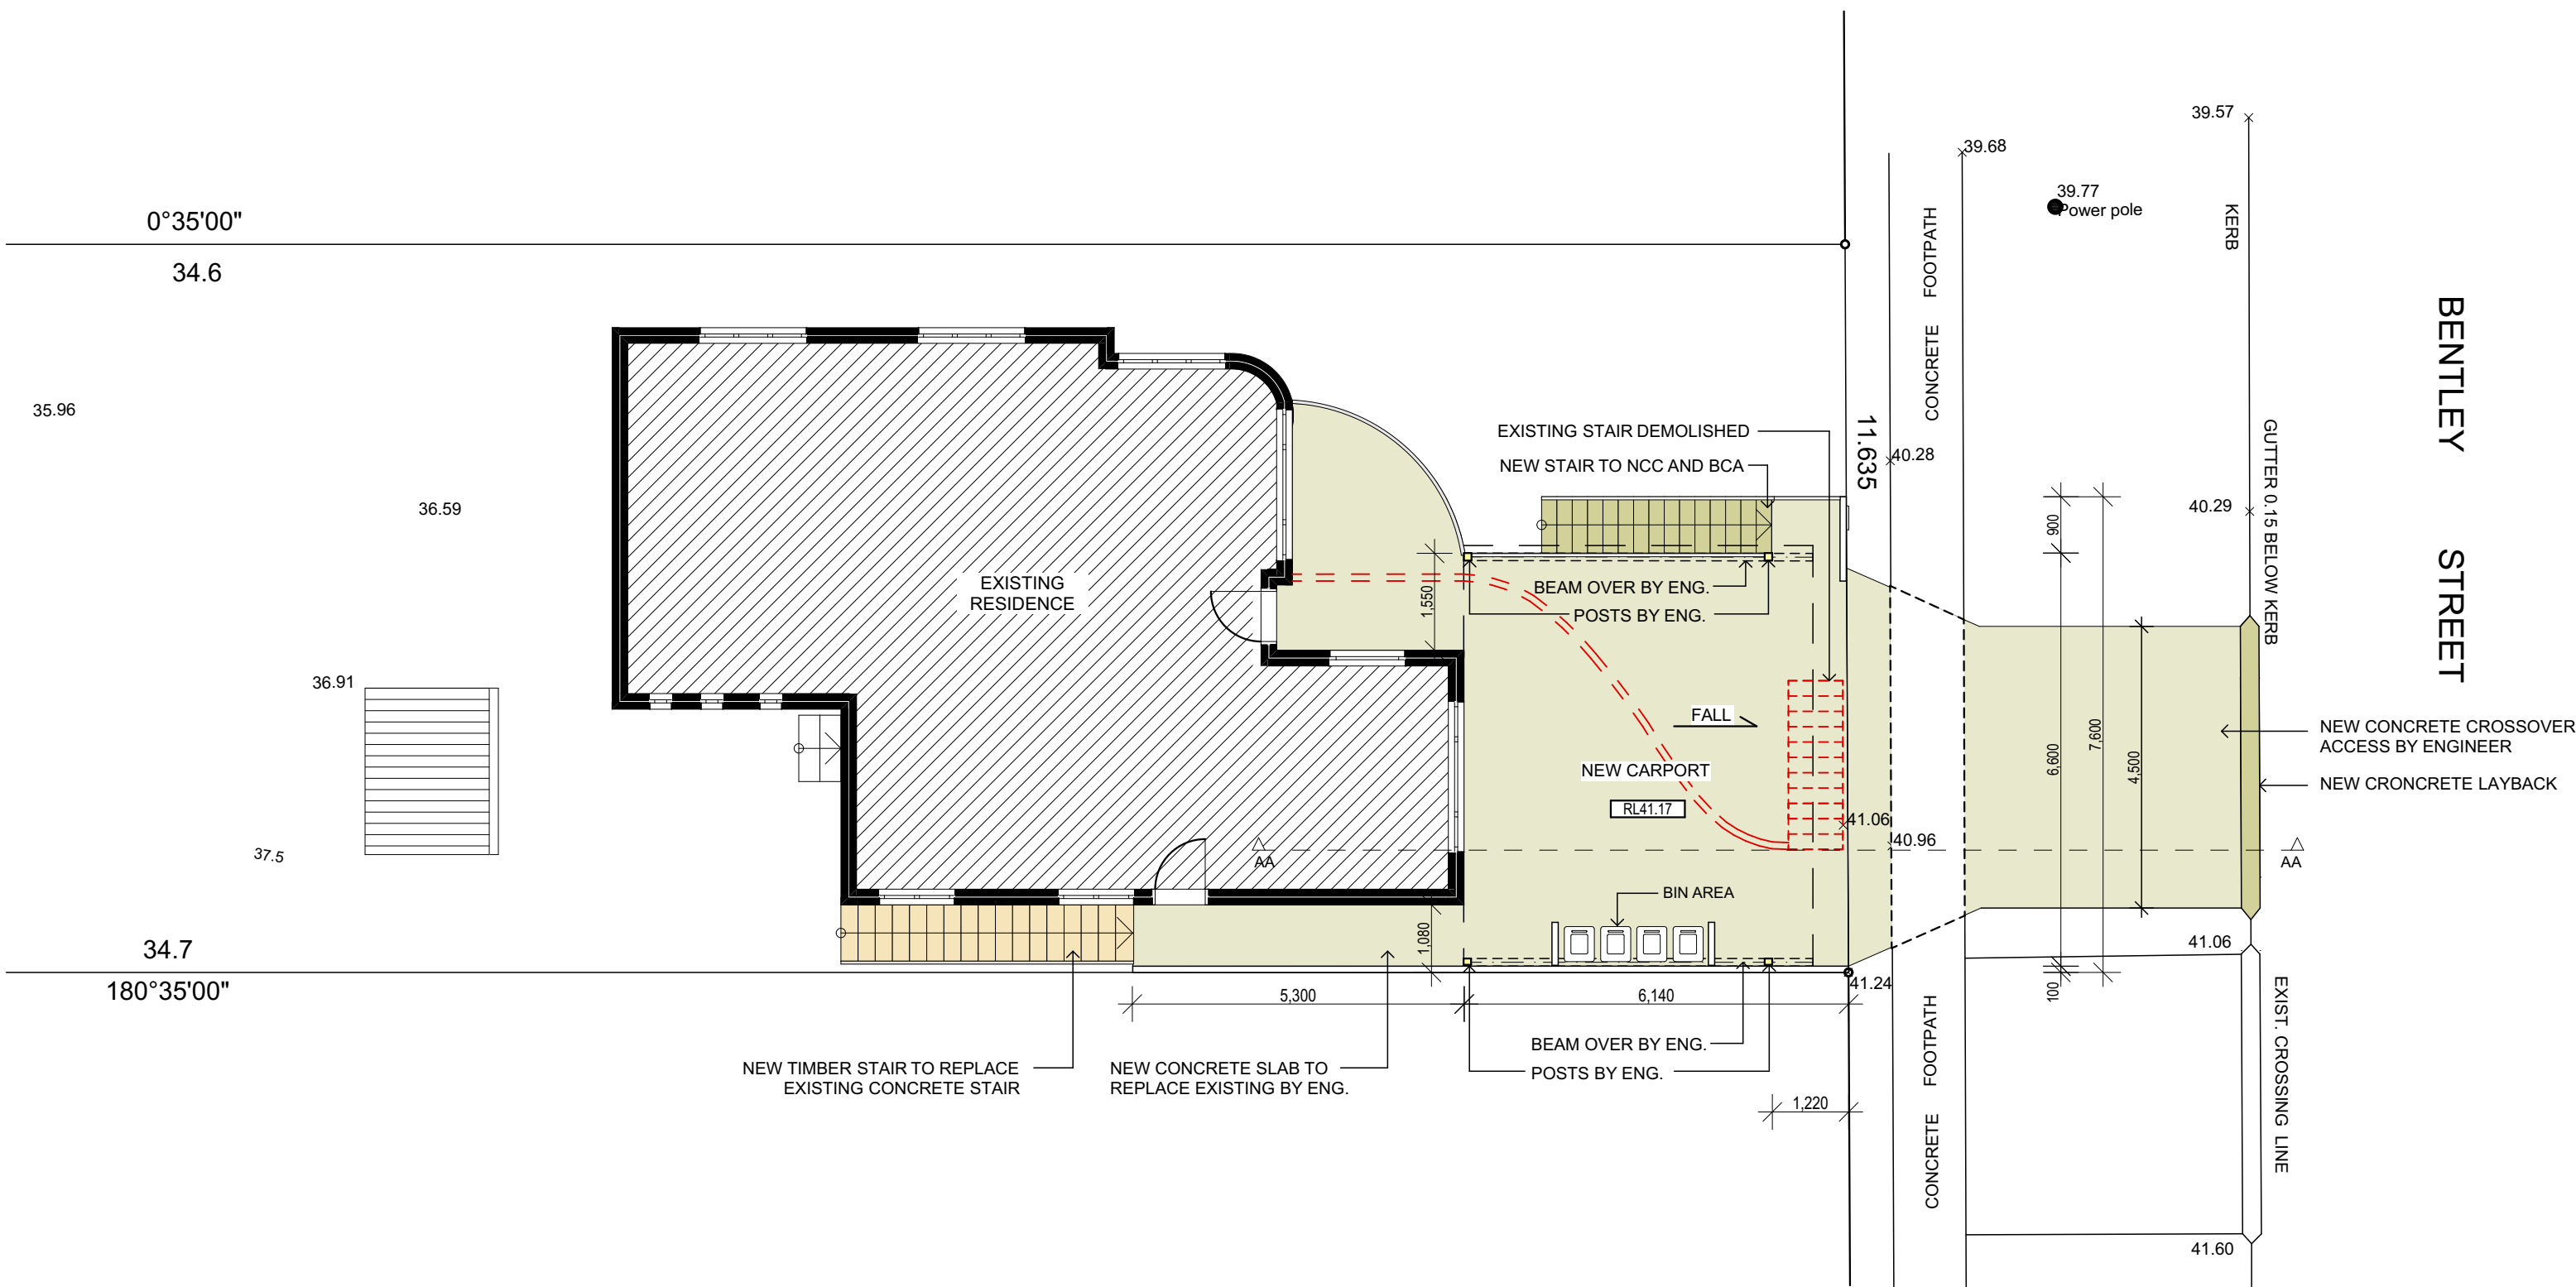 39.57
39.68
39.77
Power pole
0°35'00"
34.6
KERB
CONCRETE FOOTPATH
BENTLEY STREET
35.96
EXISTING STAIR DEMOLISHED
NEW STAIR TO NCC AND BCA
11.635
40.28
GUTTER 0.15 BELOW KERB
36.59
40.29
900
EXISTING
RESIDENCE
1,550
BEAM OVER BY ENG.
POSTS BY ENG.
36.91
FALL
6,600
7,600
4,500
NEW CONCRETE CROSSOVER
ACCESS BY ENGINEER
NEW CARPORT
NEW CRONCRETE LAYBACK
RL41.17
41.06
40.96
37.5
AA
AA
BIN AREA
1,080
34.7
41.06
180°35'00"
41.24
100
5,300
6,140
CONCRETE FOOTPATH
EXIST. CROSSING LINE
BEAM OVER BY ENG.
POSTS BY ENG.
NEW TIMBER STAIR TO REPLACE
EXISTING CONCRETE STAIR
NEW CONCRETE SLAB TO
REPLACE EXISTING BY ENG.
1,220
41.60